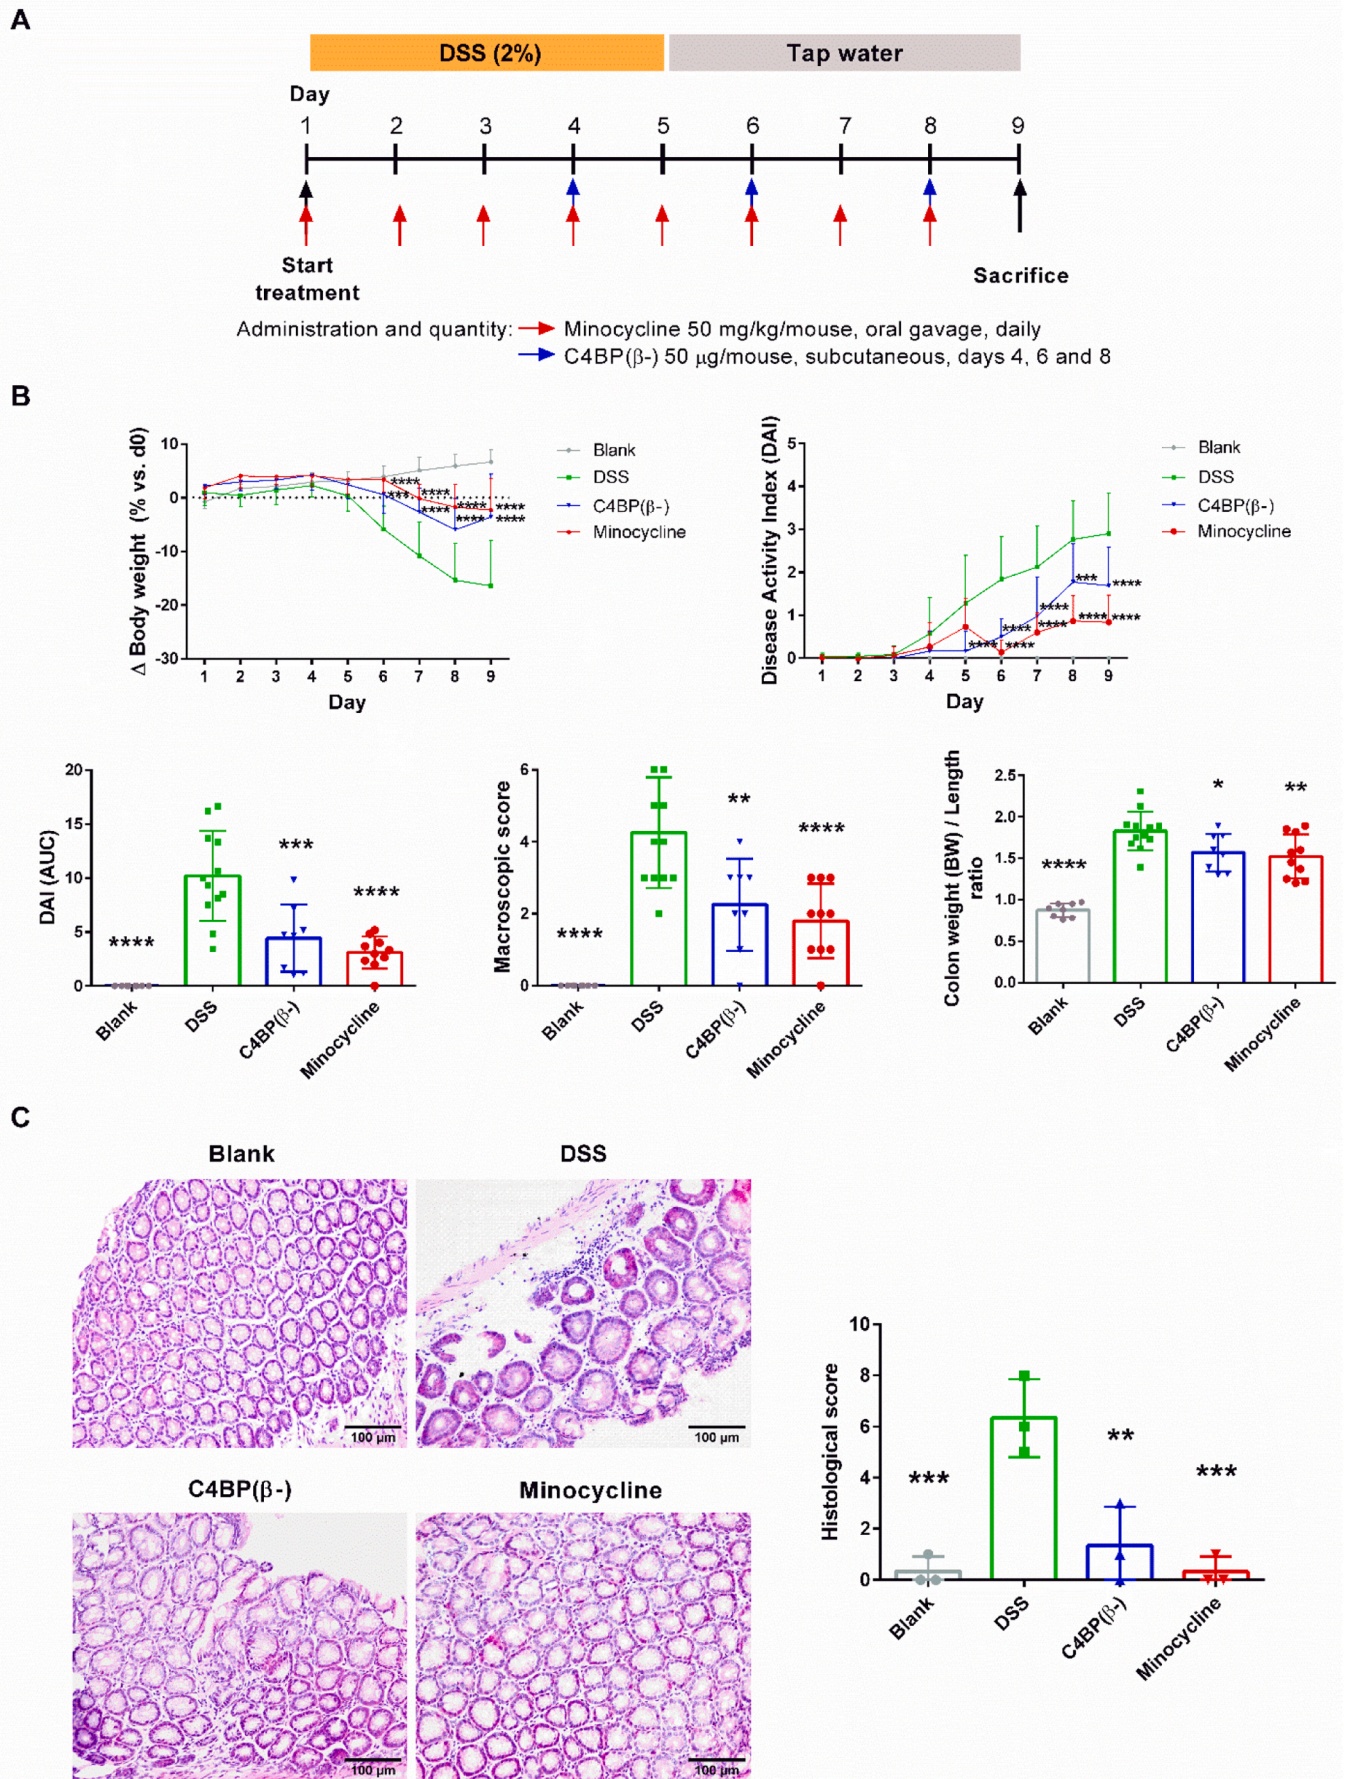 A
DSS (2%) Tap water
Day
1 2 3 4 5 6 7 8 9
Start
treatment
Sacrifice
Administration and quantity: Minocycline 50 mg/kg/mouse, oral gavage, daily
C4BP(β-) 50 μg/mouse, subcutaneous, days 4, 6 and 8
B
Δ Body weight (% vs. d0)
10
0
-10
-20
-30
1 2 3 4 5 6 7 8 9
Day
Blank
DSS
C4BP(β-)
Minocycline
**** **** **** ****
*** **** **** ****
Disease Activity Index (DAI)
5
4
3
2
1
0
1 2 3 4 5 6 7 8 9
Day
Blank
DSS
C4BP(β-)
Minocycline
**** **** **** *** ****
**** **** **** ****
DAI (AUC)
20
15
10
5
0
**** *** ****
Blank DSS C4BP(β-) Minocycline
Macroscopic score
6
4
2
0
**** ** ****
Blank DSS C4BP(β-) Minocycline
Colon weight (BW) / Length
ratio
2.5
2.0
1.5
1.0
0.5
0.0
**** * **
Blank DSS C4BP(β-) Minocycline
C
Blank DSS
100 μm 100 μm
C4BP(β-) Minocycline
100 μm 100 μm
Histological score
10
8
6
4
2
0
*** ** ***
Blank DSS C4BP(β-) Minocycline